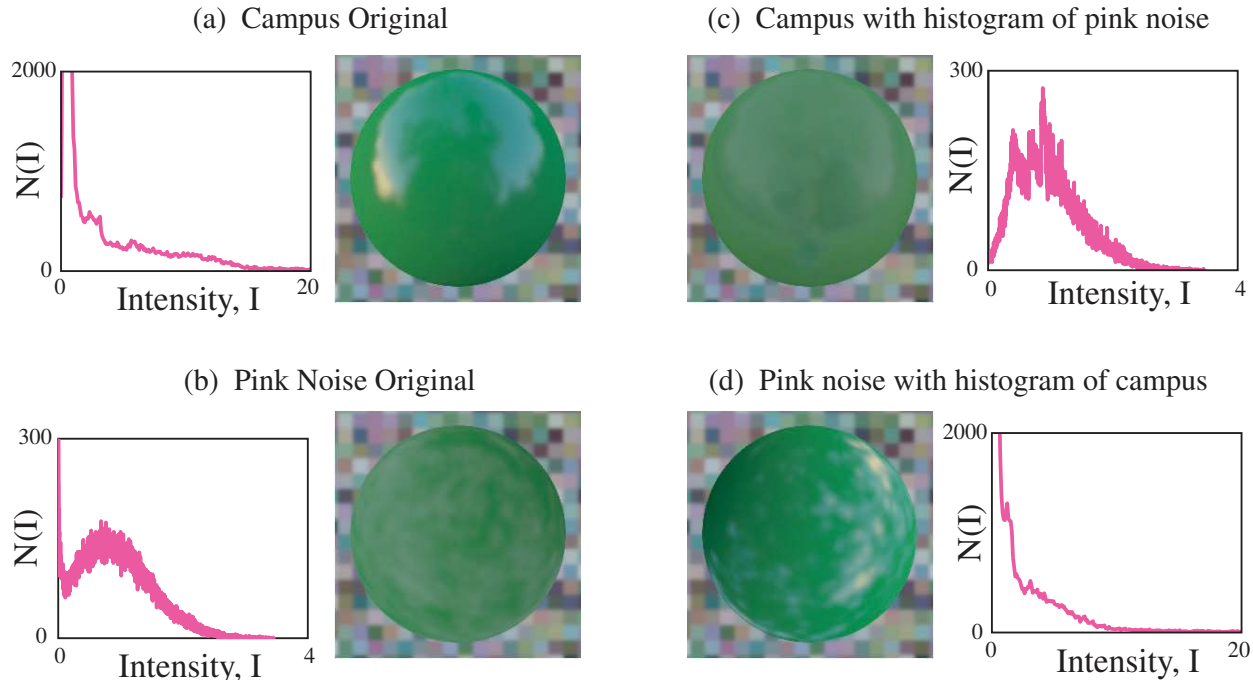 (a) Campus Original
2000
N(I)
0
0
20
Intensity, I
(c) Campus with histogram of pink noise
300
N(I)
0
0
4
Intensity, I
(b) Pink Noise Original
300
N(I)
0
0
4
Intensity, I
(d) Pink noise with histogram of campus
2000
N(I)
0
0
20
Intensity, I